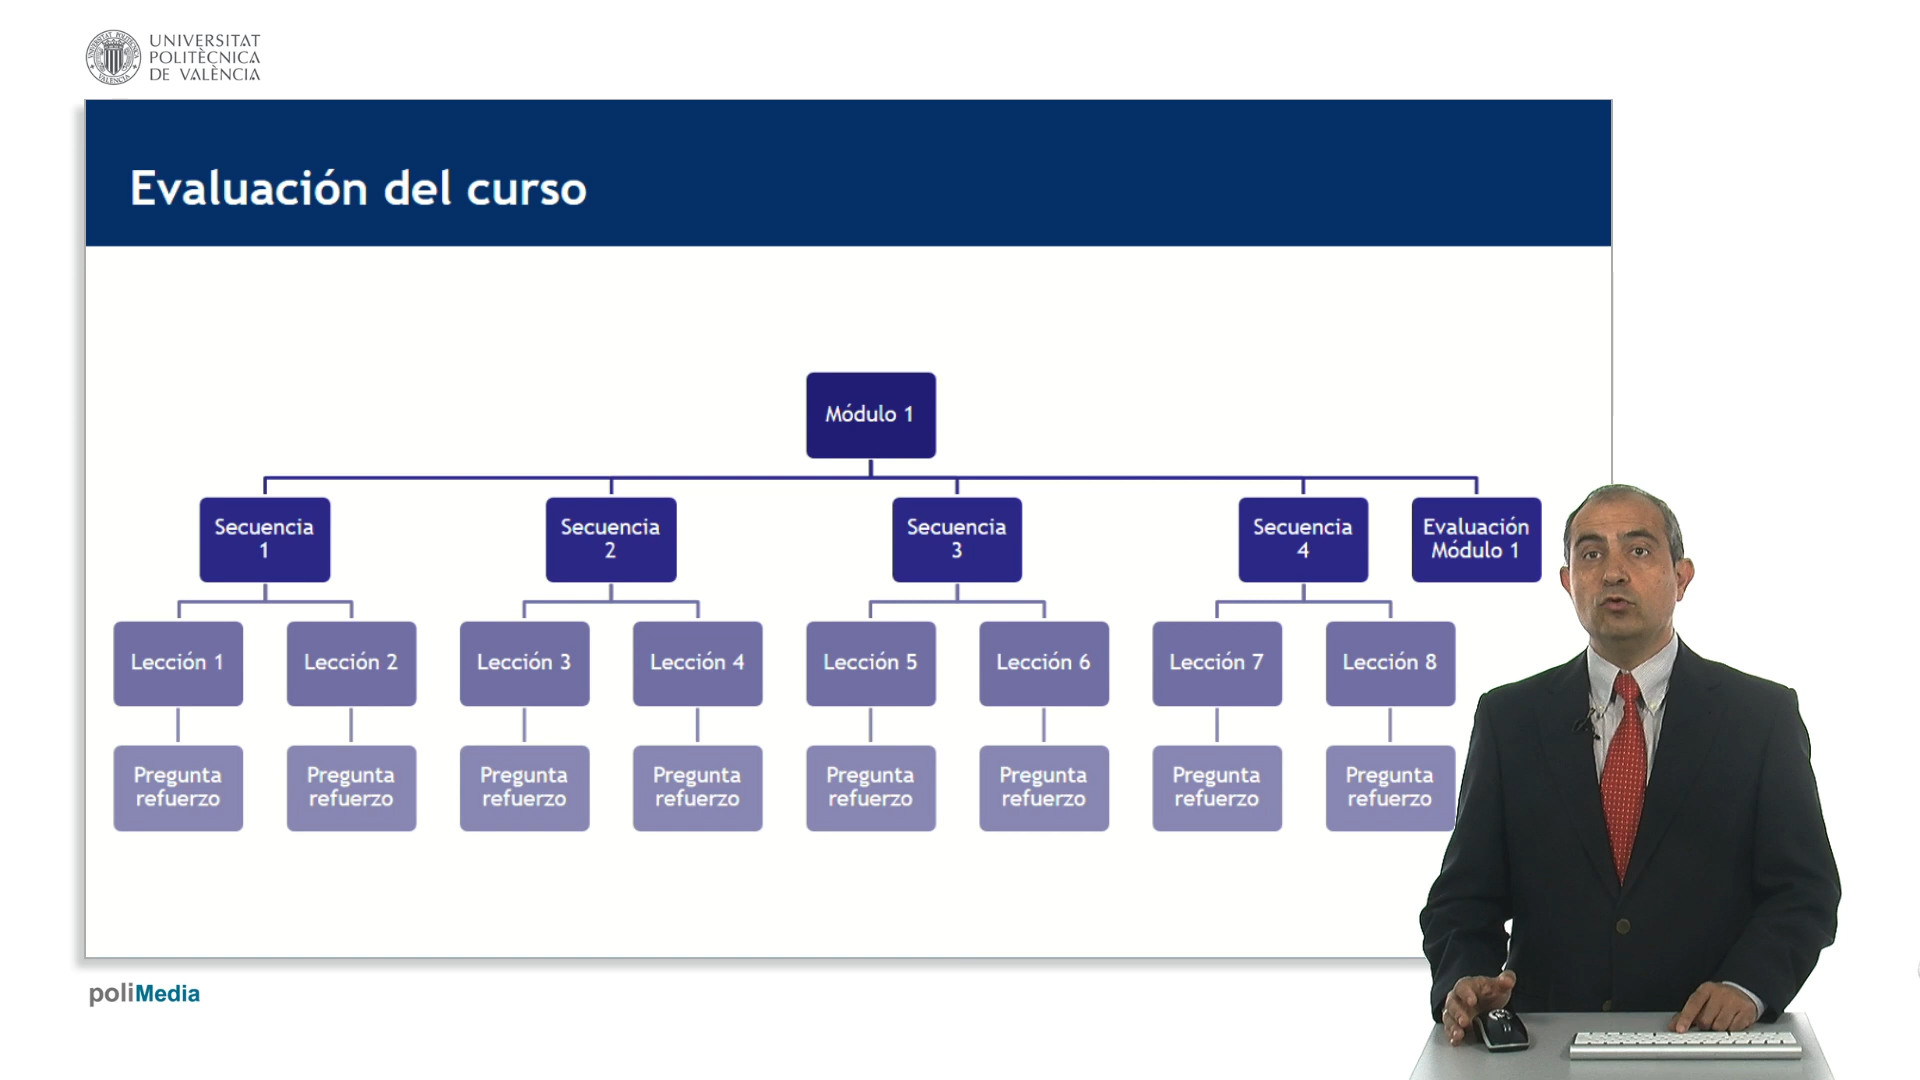 UNIVERSITAT
POLITÈCNICA
DE VALÈNCIA
Evaluación del curso
Módulo 1
Secuencia
1
Secuencia
2
Secuencia
3
Secuencia
4
Evaluación
Módulo 1
Lección 1
Lección 2
Lección 3
Lección 4
Lección 5
Lección 6
Lección 7
Lección 8
Pregunta
refuerzo
Pregunta
refuerzo
Pregunta
refuerzo
Pregunta
refuerzo
Pregunta
refuerzo
Pregunta
refuerzo
Pregunta
refuerzo
Pregunta
refuerzo
poliMedia